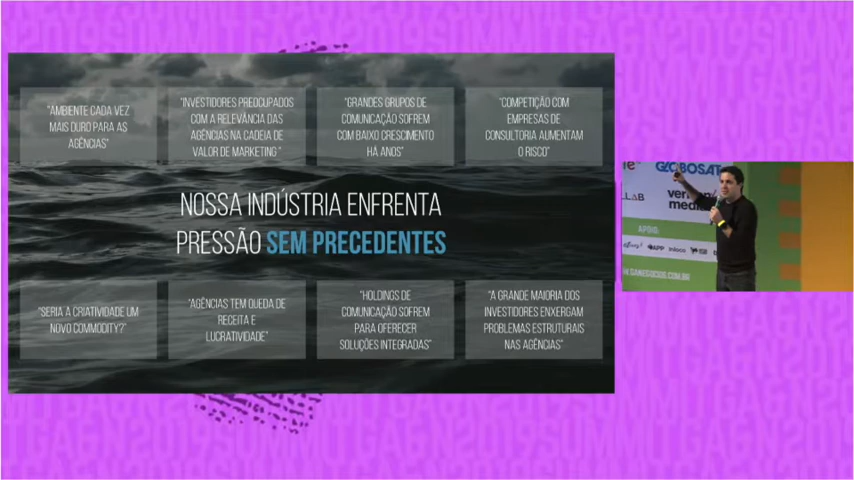 "AMBIENTE CADA VEZ
MAIS DURO PARA AS
AGÊNCIAS"
"INVESTIDORES PREOCUPADOS
COM A RELEVÂNCIA DAS
AGÊNCIAS NA CADEIA DE
VALOR DE MARKETING"
"GRANDES GRUPOS DE
COMUNICAÇÃO SOFREM
COM BAIXO CRESCIMENTO
HÁ ANOS"
"COMPETIÇÃO COM
EMPRESAS DE
CONSULTORIA AUMENTAM
O RISCO"
NOSSA INDÚSTRIA ENFRENTA
PRESSÃO SEM PRECEDENTES
"SERIA A CRIATIVIDADE UM
NOVO COMMODITY?"
"AGÊNCIAS TEM QUEDA DE
RECEITA E
LUCRATIVIDADE"
"HOLDINGS DE
COMUNICAÇÃO SOFREM
PARA OFERECER
SOLUÇÕES INTEGRADAS"
"A GRANDE MAIORIA DOS
INVESTIDORES ENXERGAM
PROBLEMAS ESTRUTURAIS
NAS AGÊNCIAS"
GLOBOSAT
APOIO